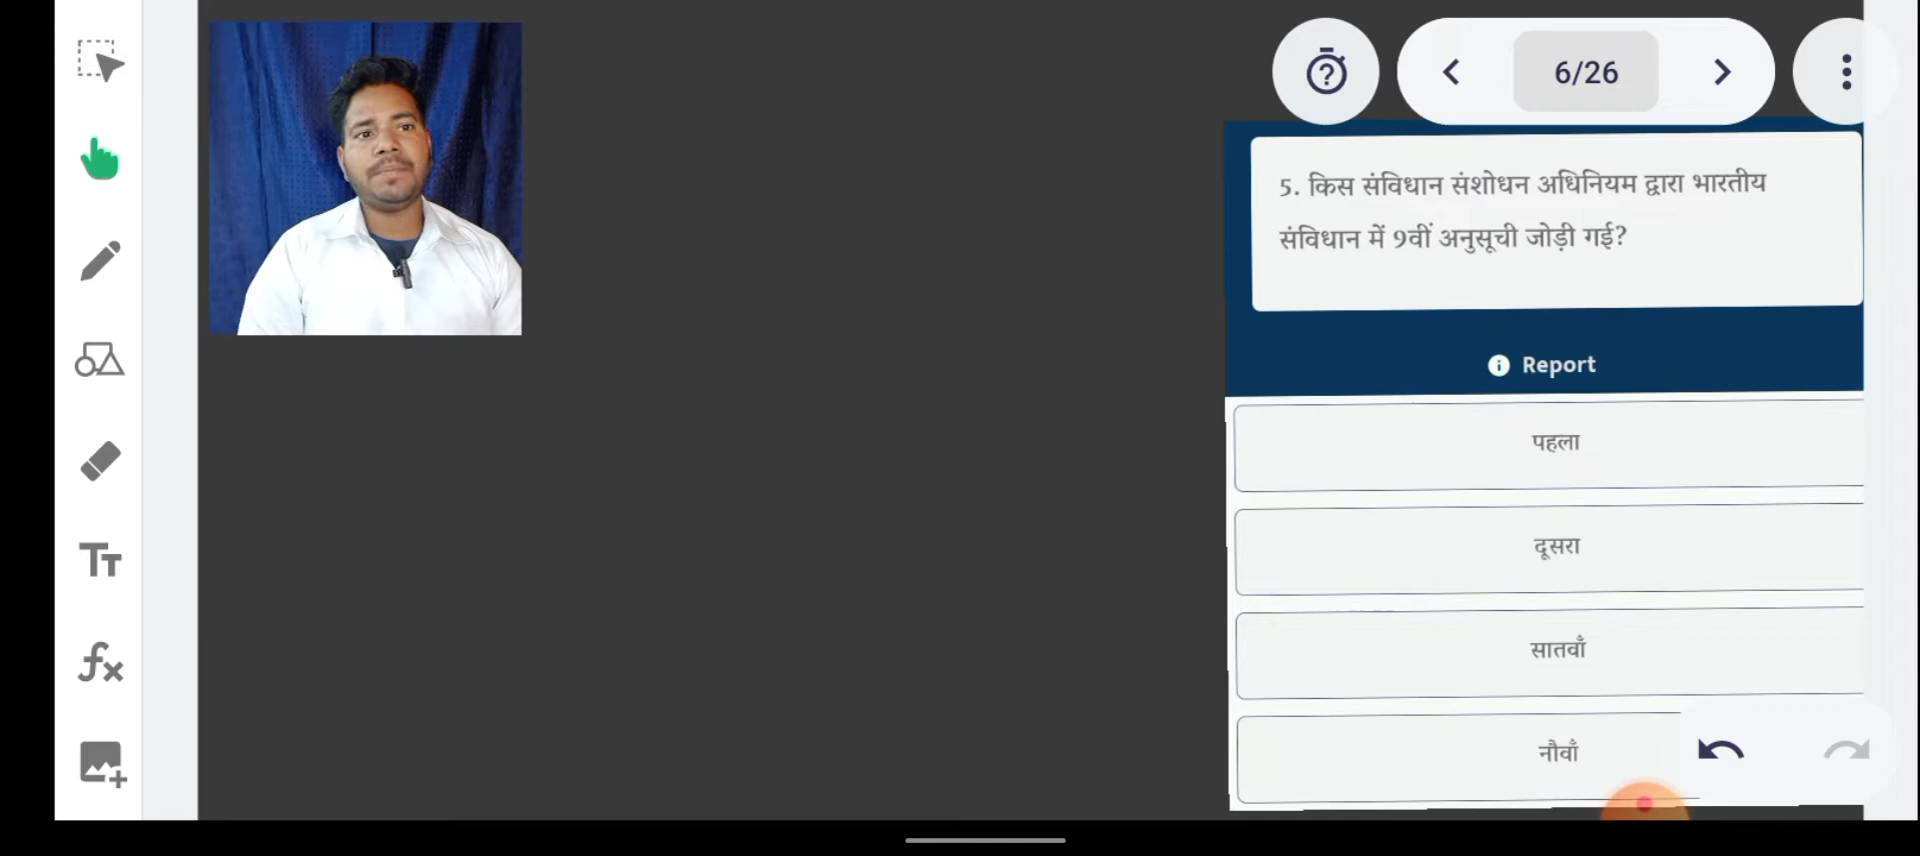 6/26
5. किस संविधान संशोधन अधिनियम द्वारा भारतीय
संविधान में 9वीं अनुसूची जोड़ी गई?
Report
पहला
दूसरा
सातवाँ
नौवाँ